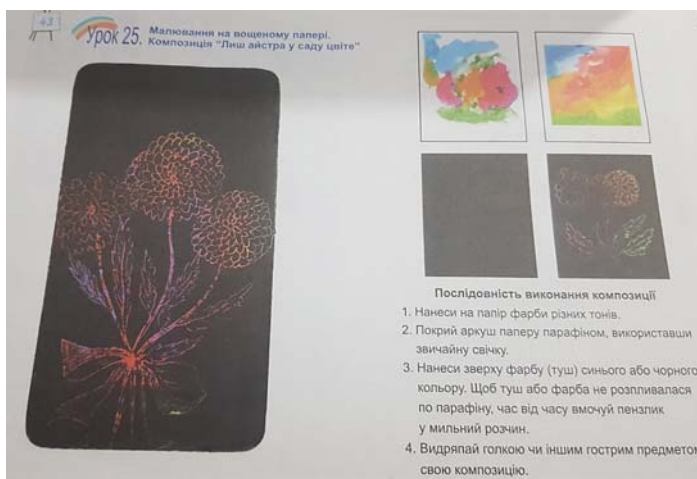 43
Урок 25. Малювання на вощеному папері.
Композиція "Лиш айстра у саду цвіте"
Послідовність виконання композиції
1. Нанеси на папір фарби різних тонів.
2. Покрий аркуш паперу парафіном, використавши
звичайну свічку.
3. Нанеси зверху фарбу (туш) синього або чорного
кольору. Щоб туш або фарба не розпливалася
по парафіну, час від часу вмочуй пензлик
у мильний розчин.
4. Видряпай голкою чи іншим гострим предметом
свою композицію.